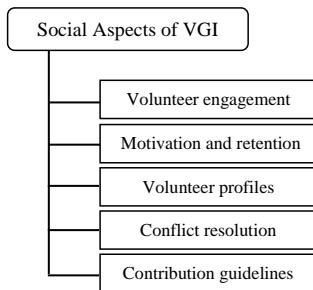 Social Aspects of VGI
Volunteer engagement
Motivation and retention
Volunteer profiles
Conflict resolution
Contribution guidelines